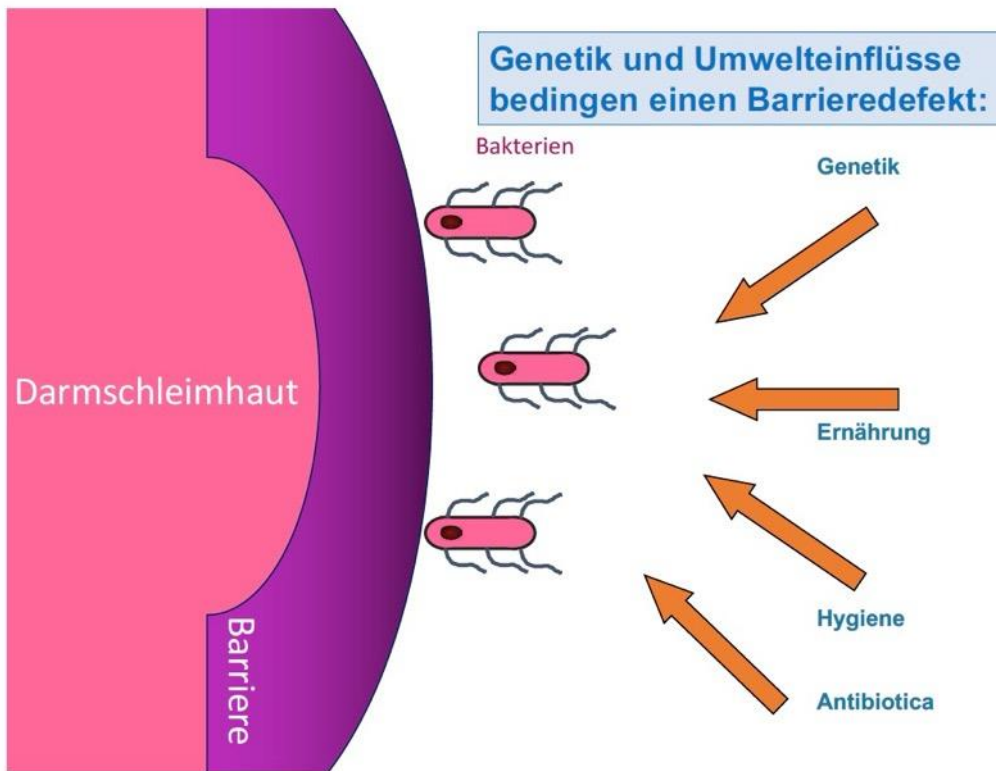 Genetik und Umwelteinflüsse
bedingen einen Barrieredefekt:
Bakterien
Genetik
Darmschleimhaut
Ernährung
Barriere
Hygiene
Antibiotica